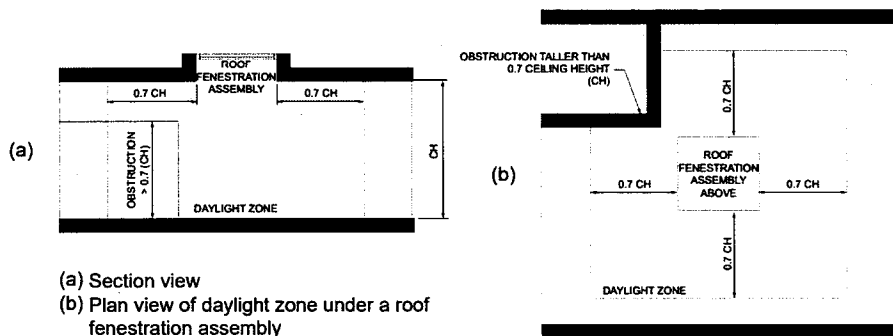 (a)
ROOF
FENESTRATION
ASSEMBLY
0.7 CH
0.7 CH
OBSTRUCTION
> 0.7 (CH)
CH
DAYLIGHT ZONE
(a) Section view
(b) Plan view of daylight zone under a roof
fenestration assembly
(b)
OBSTRUCTION TALLER THAN
0.7 CEILING HEIGHT
(CH)
0.7 CH
ROOF
FENESTRATION
ASSEMBLY
ABOVE
0.7 CH
0.7 CH
0.7 CH
DAYLIGHT ZONE